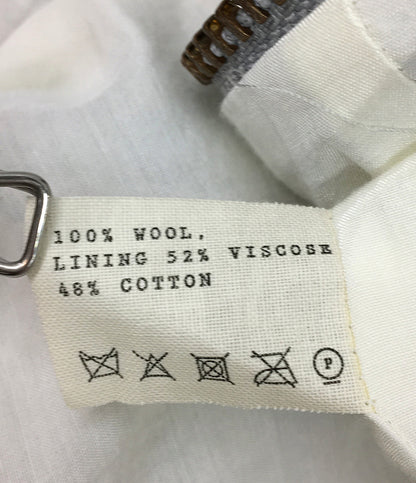 100% WOOL,
LINING 52% VISCOSE
48% COTTON
P